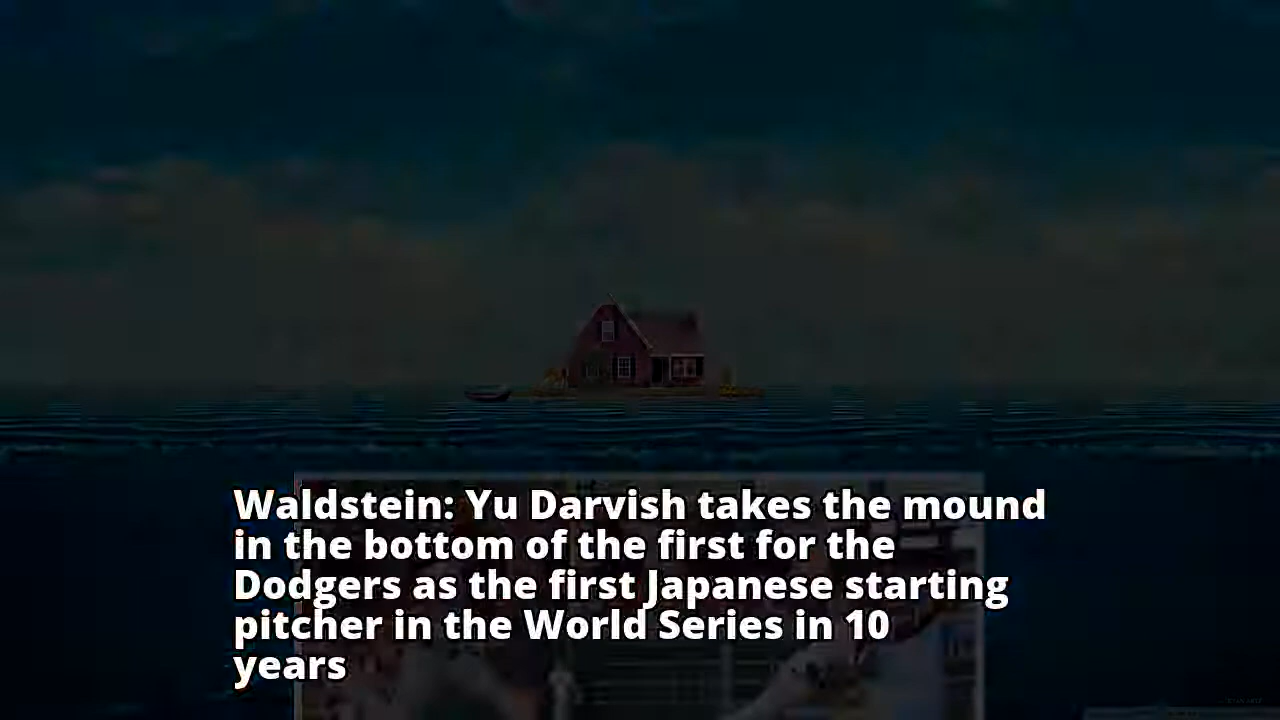 Waldstein: Yu Darvish takes the mound
in the bottom of the first for the
Dodgers as the first Japanese starting
pitcher in the World Series in 10
years